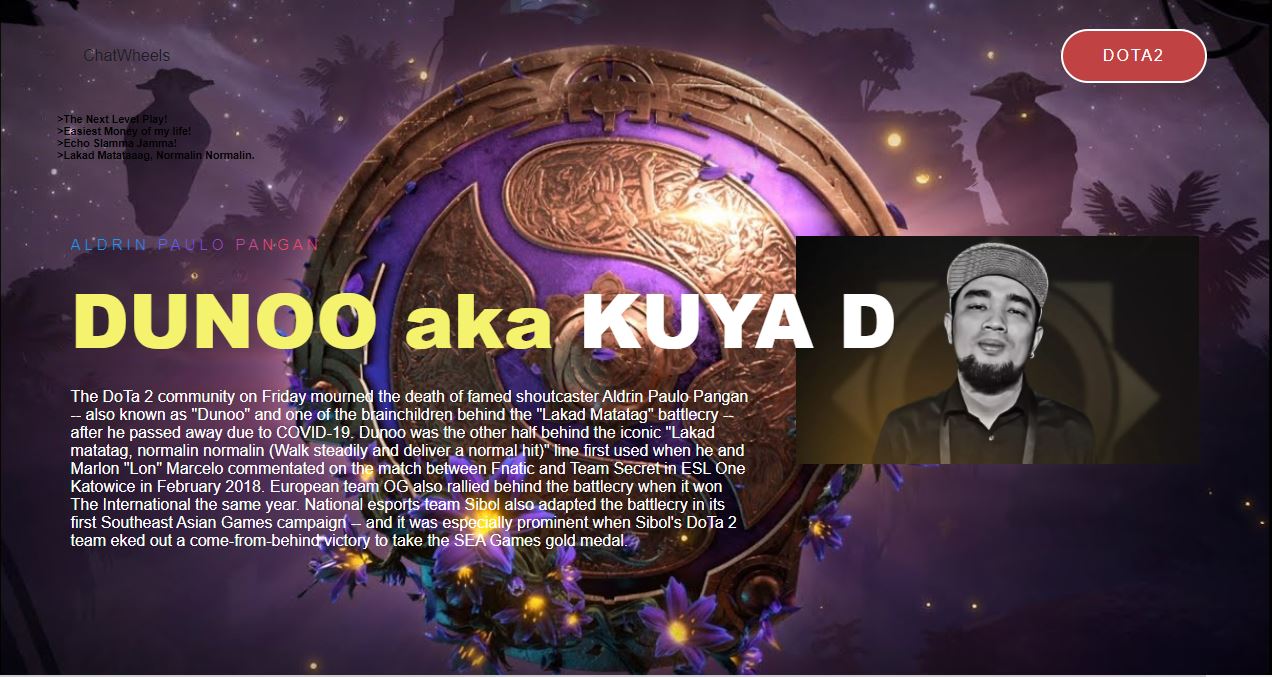 ChatWheels
DOTA2
>The Next Level Play!
>Easiest Money of my life!
>Echo Slamma Jamma!
>Lakad Matataaag, Normalin Normalin.
ALDRIN PAULO PANGAN
DUNOO aka KUYA D
The DoTa 2 community on Friday mourned the death of famed shoutcaster Aldrin Paulo Pangan
-- also known as "Dunoo" and one of the brainchildren behind the "Lakad Matatag" battlecry --
after he passed away due to COVID-19. Dunoo was the other half behind the iconic "Lakad
matatag, normalin normalin (Walk steadily and deliver a normal hit)" line first used when he and
Marlon "Lon" Marcelo commentated on the match between Fnatic and Team Secret in ESL One
Katowice in February 2018. European team OG also rallied behind the battlecry when it won
The International the same year. National esports team Sibol also adapted the battlecry in its
first Southeast Asian Games campaign -- and it was especially prominent when Sibol's DoTa 2
team eked out a come-from-behind victory to take the SEA Games gold medal.